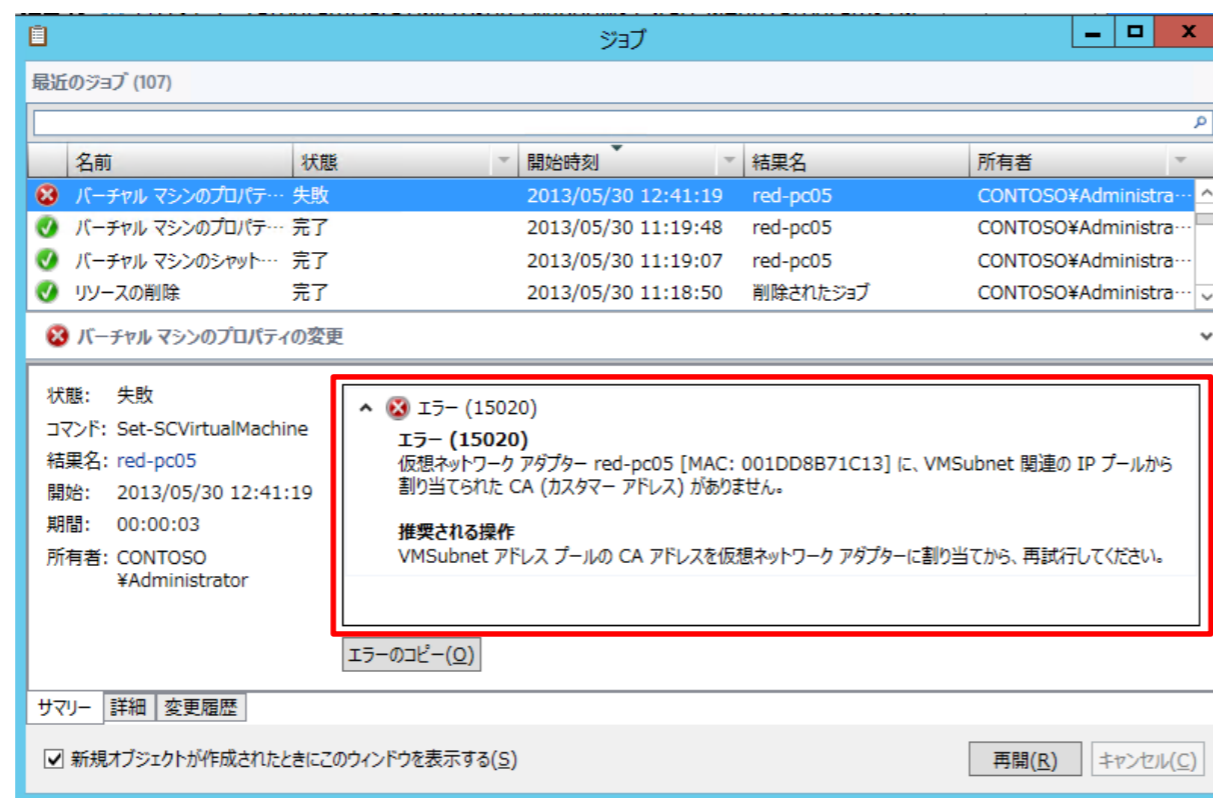 ジョブ
最近のジョブ (107)
名前 状態 開始時刻 結果名 所有者
バーチャル マシンのプロパテ… 失敗 2013/05/30 12:41:19 red-pc05 CONTOSO¥Administra…
バーチャル マシンのプロパテ… 完了 2013/05/30 11:19:48 red-pc05 CONTOSO¥Administra…
バーチャル マシンのシャット… 完了 2013/05/30 11:19:07 red-pc05 CONTOSO¥Administra…
リソースの削除 完了 2013/05/30 11:18:50 削除されたジョブ CONTOSO¥Administra…
バーチャル マシンのプロパティの変更
状態: 失敗
コマンド: Set-SCVirtualMachine
結果名: red-pc05
開始: 2013/05/30 12:41:19
期間: 00:00:03
所有者: CONTOSO
¥Administrator
エラー (15020)
エラー (15020)
仮想ネットワーク アダプター red-pc05 [MAC: 001DD8B71C13] に、VMSubnet 関連の IP プールから
割り当てられた CA (カスタマー アドレス) がありません。
推奨される操作
VMSubnet アドレス プールの CA アドレスを仮想ネットワーク アダプターに割り当てから、再試行してください。
エラーのコピー(O)
サマリー 詳細 変更履歴
新規オブジェクトが作成されたときにこのウィンドウを表示する(S)
再開(R) キャンセル(C)